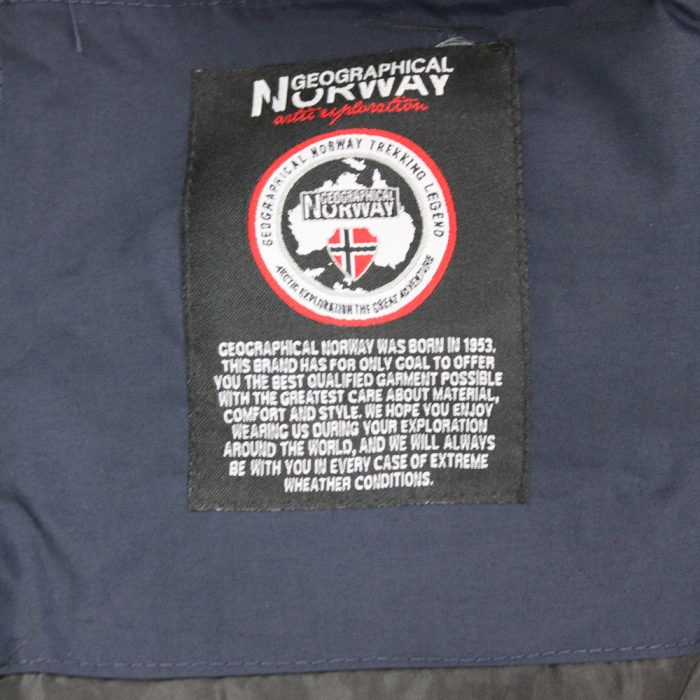 GEOGRAPHICAL
NORWAY
artic exploration
GEOGRAPHICAL NORWAY TREKKING LEGEND
GEOGRAPHICAL
NORWAY
ARCTIC EXPLORATION THE GREAT ADVENTURE
GEOGRAPHICAL NORWAY WAS BORN IN 1953.
THIS BRAND HAS FOR ONLY GOAL TO OFFER
YOU THE BEST QUALIFIED GARMENT POSSIBLE
WITH THE GREATEST CARE ABOUT MATERIAL,
COMFORT AND STYLE. WE HOPE YOU ENJOY
WEARING US DURING YOUR EXPLORATION
AROUND THE WORLD, AND WE WILL ALWAYS
BE WITH YOU IN EVERY CASE OF EXTREME
WHEATHER CONDITIONS.